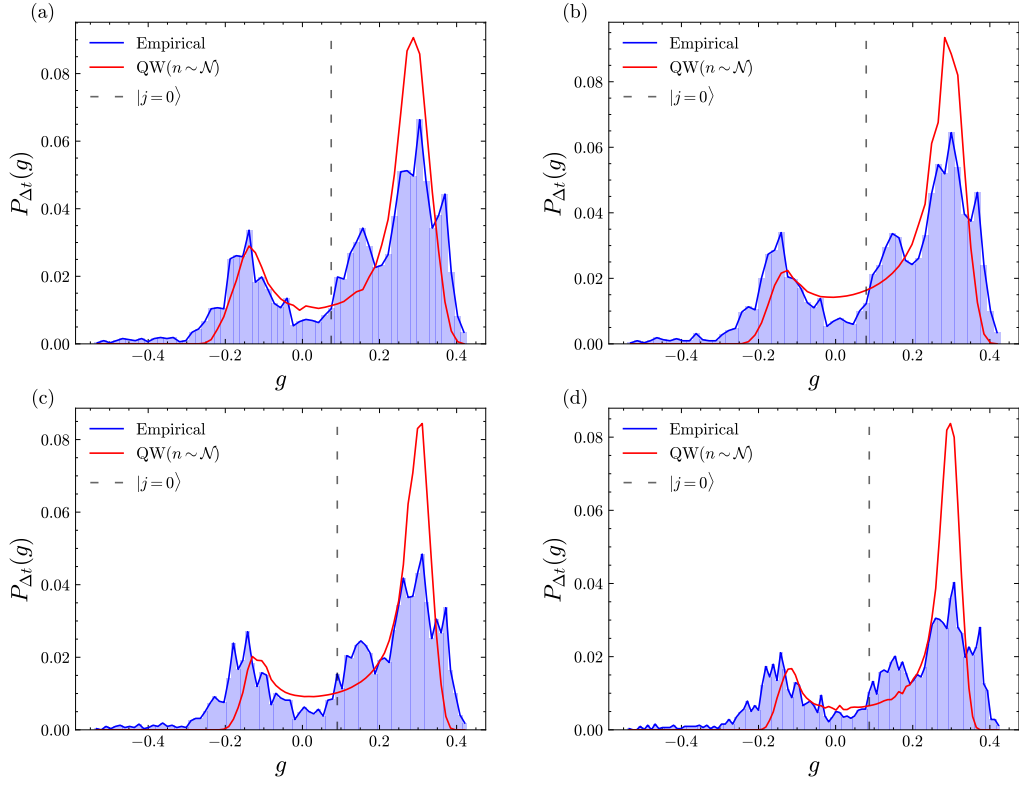 (a)
Empirical
QW(n ∼ 𝒩)
|j=0⟩
P_{Δt}(g)
0.08
0.06
0.04
0.02
0.00
−0.4
−0.2
0.0
0.2
0.4
g
(b)
Empirical
QW(n ∼ 𝒩)
|j=0⟩
P_{Δt}(g)
0.08
0.06
0.04
0.02
0.00
−0.4
−0.2
0.0
0.2
0.4
g
(c)
Empirical
QW(n ∼ 𝒩)
|j=0⟩
P_{Δt}(g)
0.08
0.06
0.04
0.02
0.00
−0.4
−0.2
0.0
0.2
0.4
g
(d)
Empirical
QW(n ∼ 𝒩)
|j=0⟩
P_{Δt}(g)
0.08
0.06
0.04
0.02
0.00
−0.4
−0.2
0.0
0.2
0.4
g